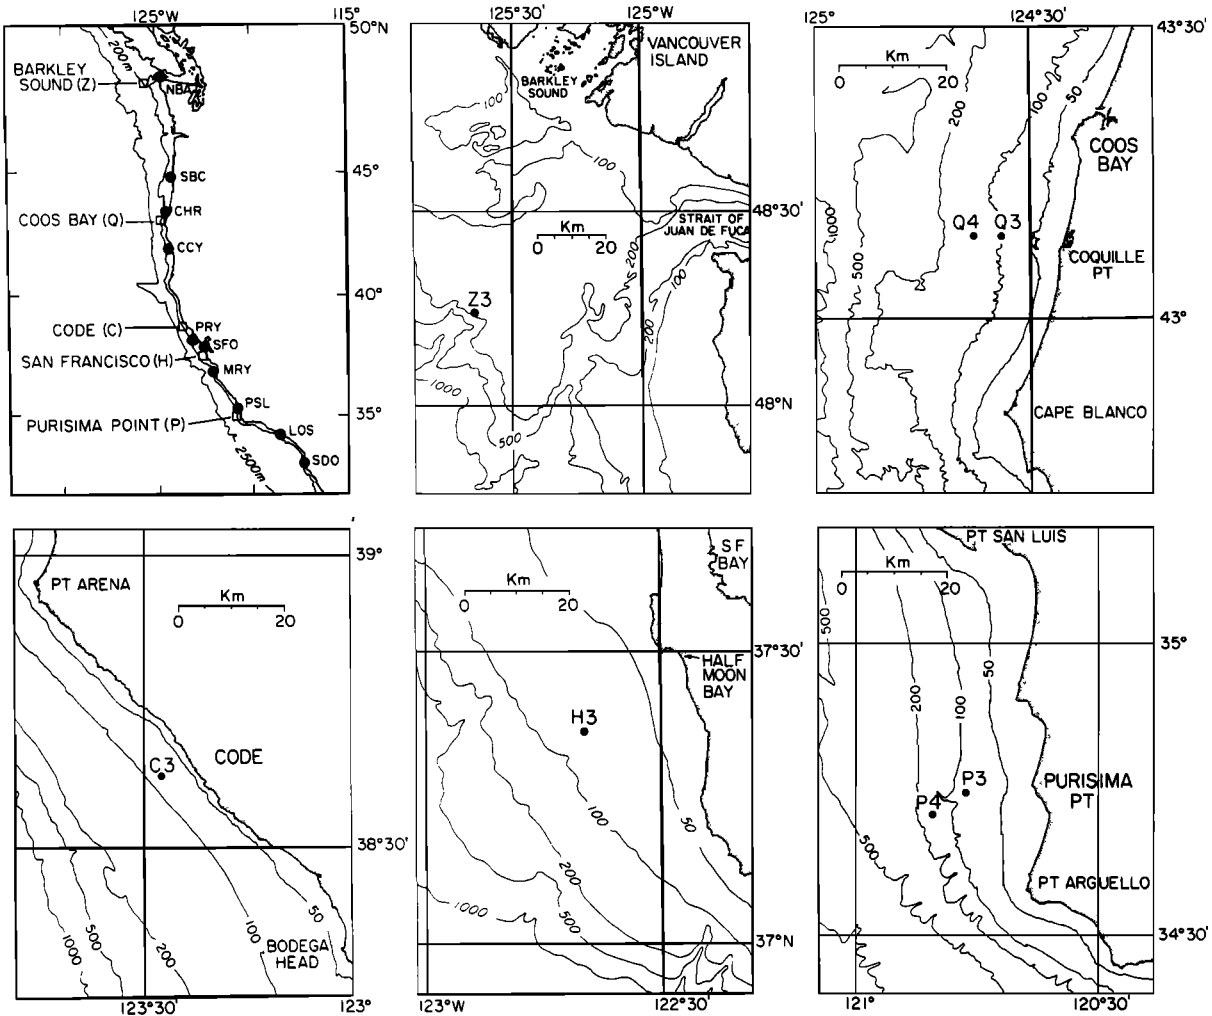 125°W
115°
50°N
200m
BARKLEY
SOUND (Z)
NBA
45°
SBC
CHR
COOS BAY (Q)
CCY
40°
CODE (C)
PRY
SFO
SAN FRANCISCO (H)
MRY
PSL
35°
PURISIMA POINT (P)
LOS
SDO
2500m
125°30'
125°W
VANCOUVER
ISLAND
BARKLEY
SOUND
100
100
48°30'
STRAIT OF
JUAN DE FUCA
Km
0 20
200
100
Z3
200
1000
48°N
500
125°
124°30'
43°30'
Km
0 20
200
100
50
COOS
BAY
1000
500
Q4
Q3
COQUILLE
PT
43°
CAPE BLANCO
39°
PT ARENA
Km
0 20
C3
CODE
38°30'
50
100
200
500
1000
BODEGA
HEAD
123°30'
123°
SF
BAY
Km
0 20
37°30'
HALF
MOON
BAY
H3
100
50
200
1000
500
37°N
123°W
122°30'
PT SAN LUIS
Km
0 20
500
35°
50
200
100
P3
PURISIMA
PT
P4
500
PT ARGUELLO
34°30'
121°
120°30'